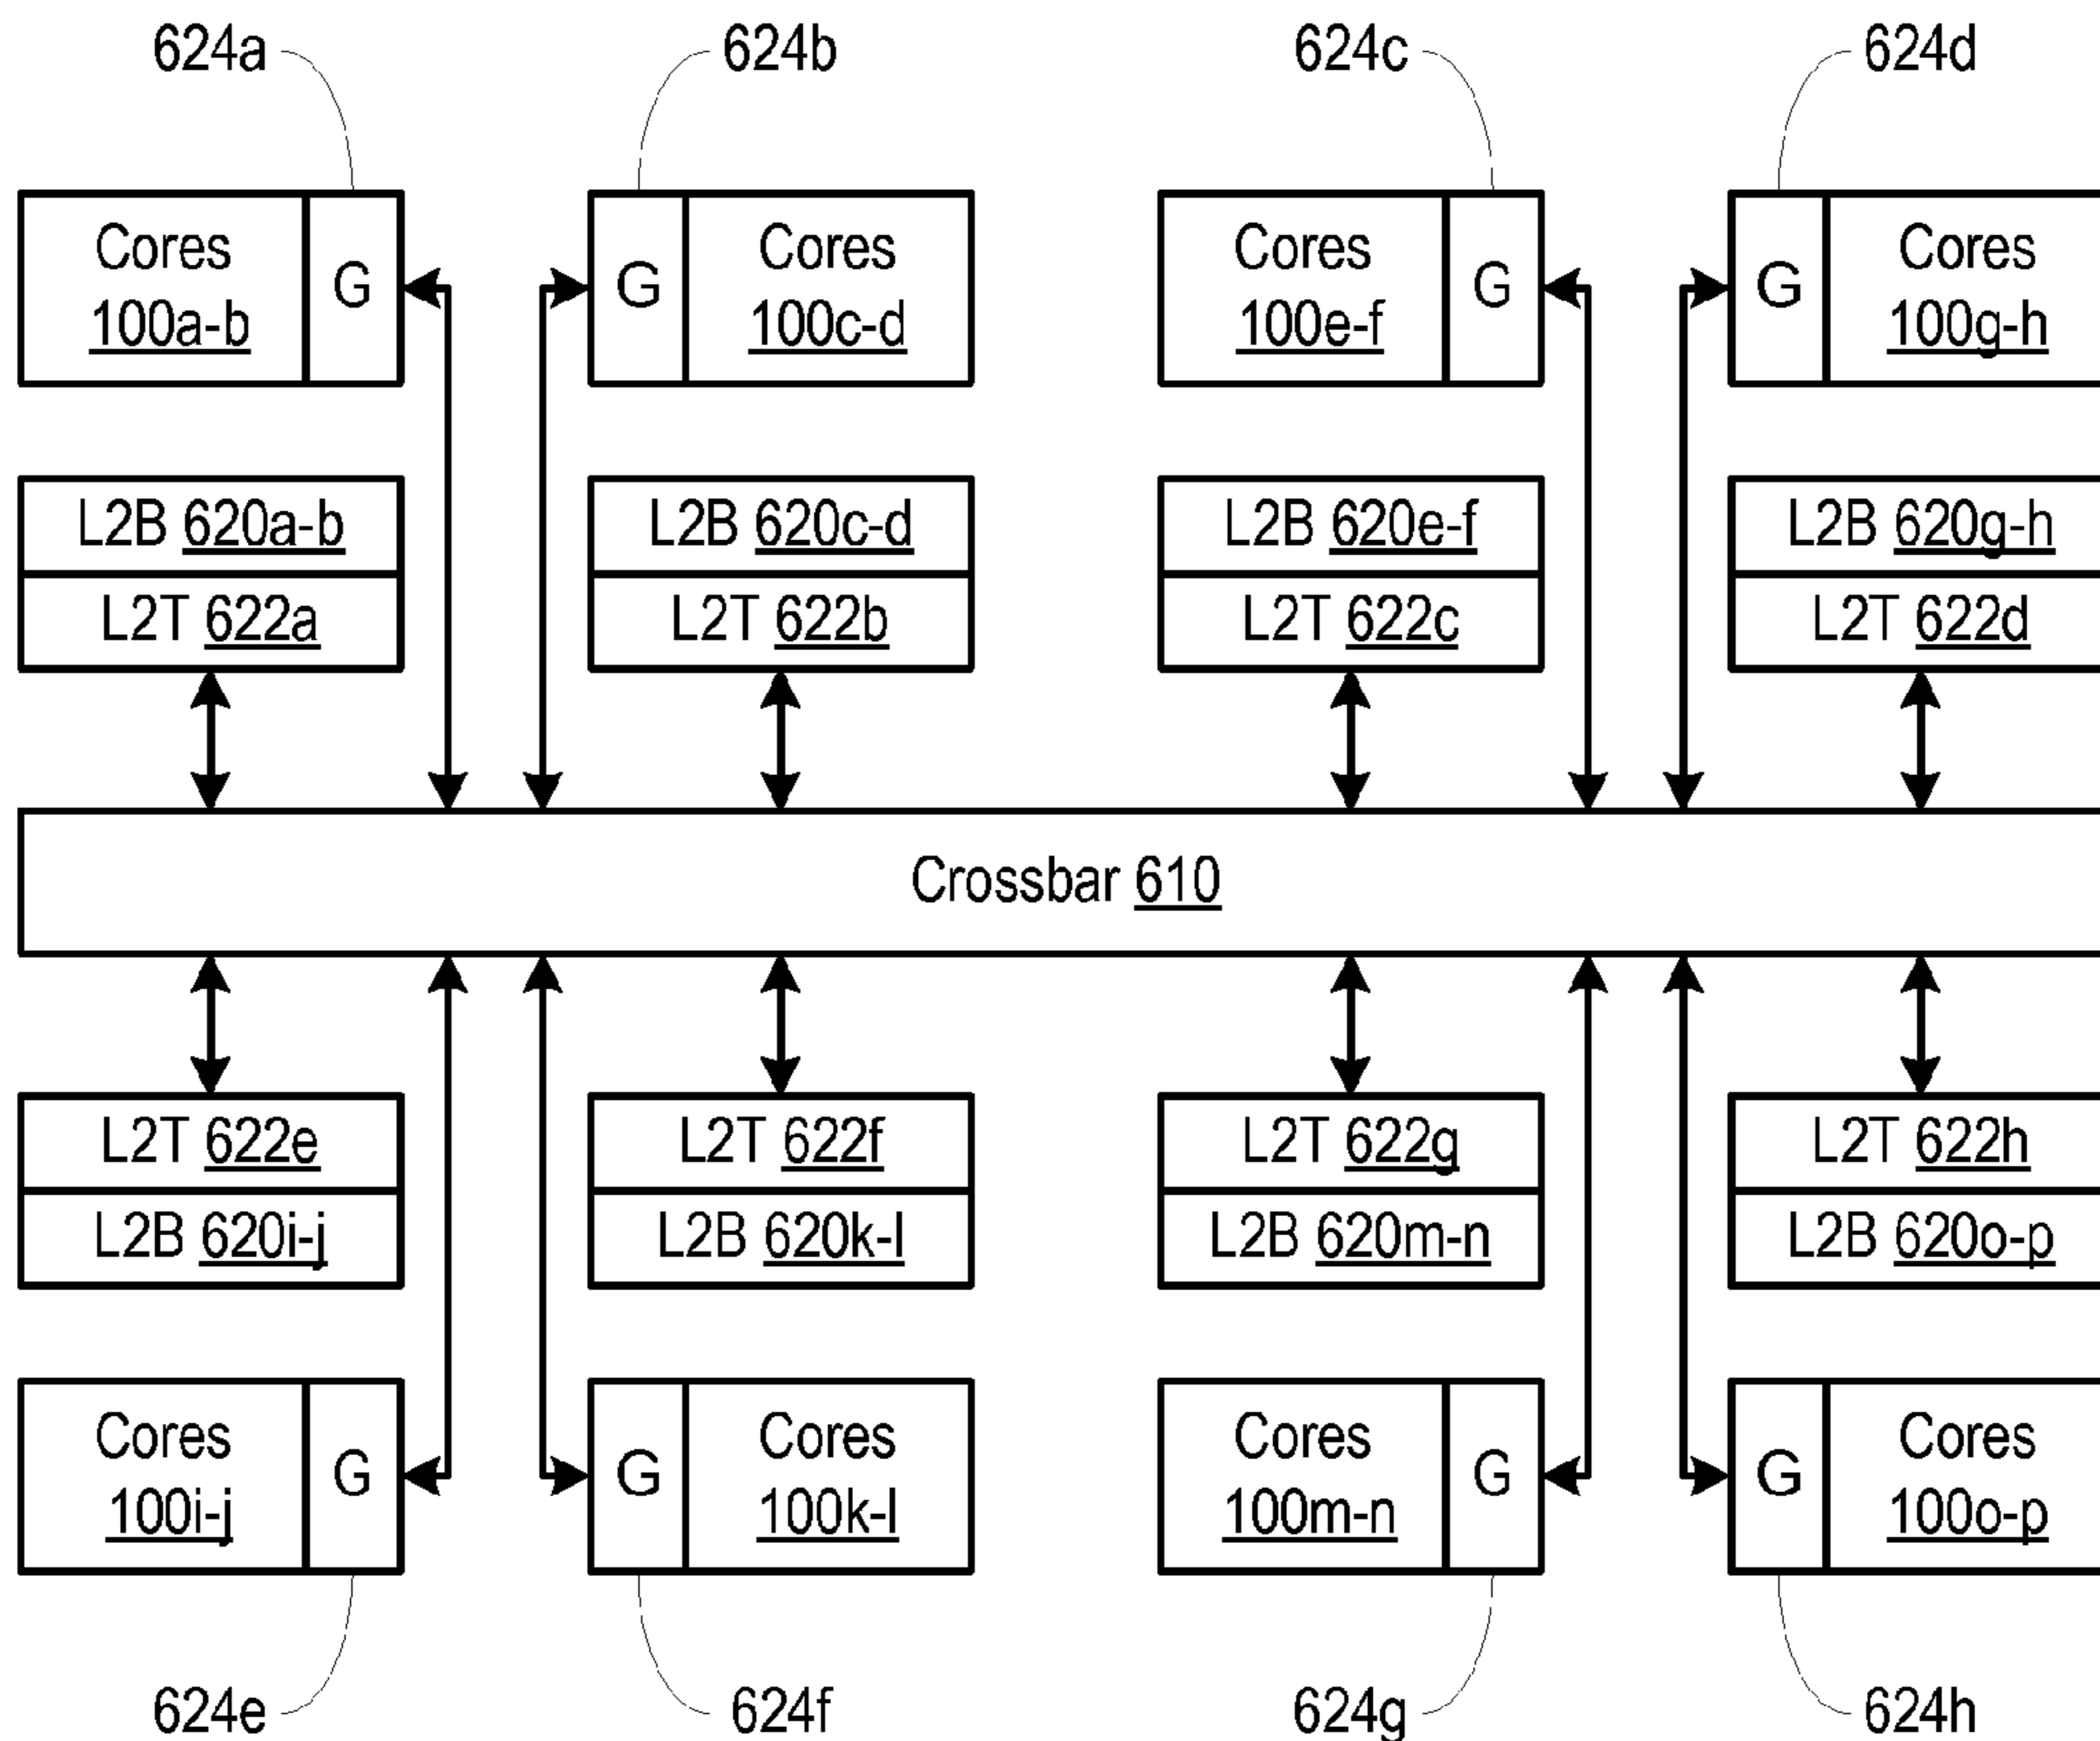 624a 624b 624c 624d
Cores G G Cores Cores G G Cores
100a-b 100c-d 100e-f 100g-h
L2B 620a-b L2B 620c-d L2B 620e-f L2B 620g-h
L2T 622a L2T 622b L2T 622c L2T 622d
Crossbar 610
L2T 622e L2T 622f L2T 622g L2T 622h
L2B 620i-j L2B 620k-l L2B 620m-n L2B 620o-p
Cores G G Cores Cores G G Cores
100i-j 100k-l 100m-n 100o-p
624e 624f 624g 624h